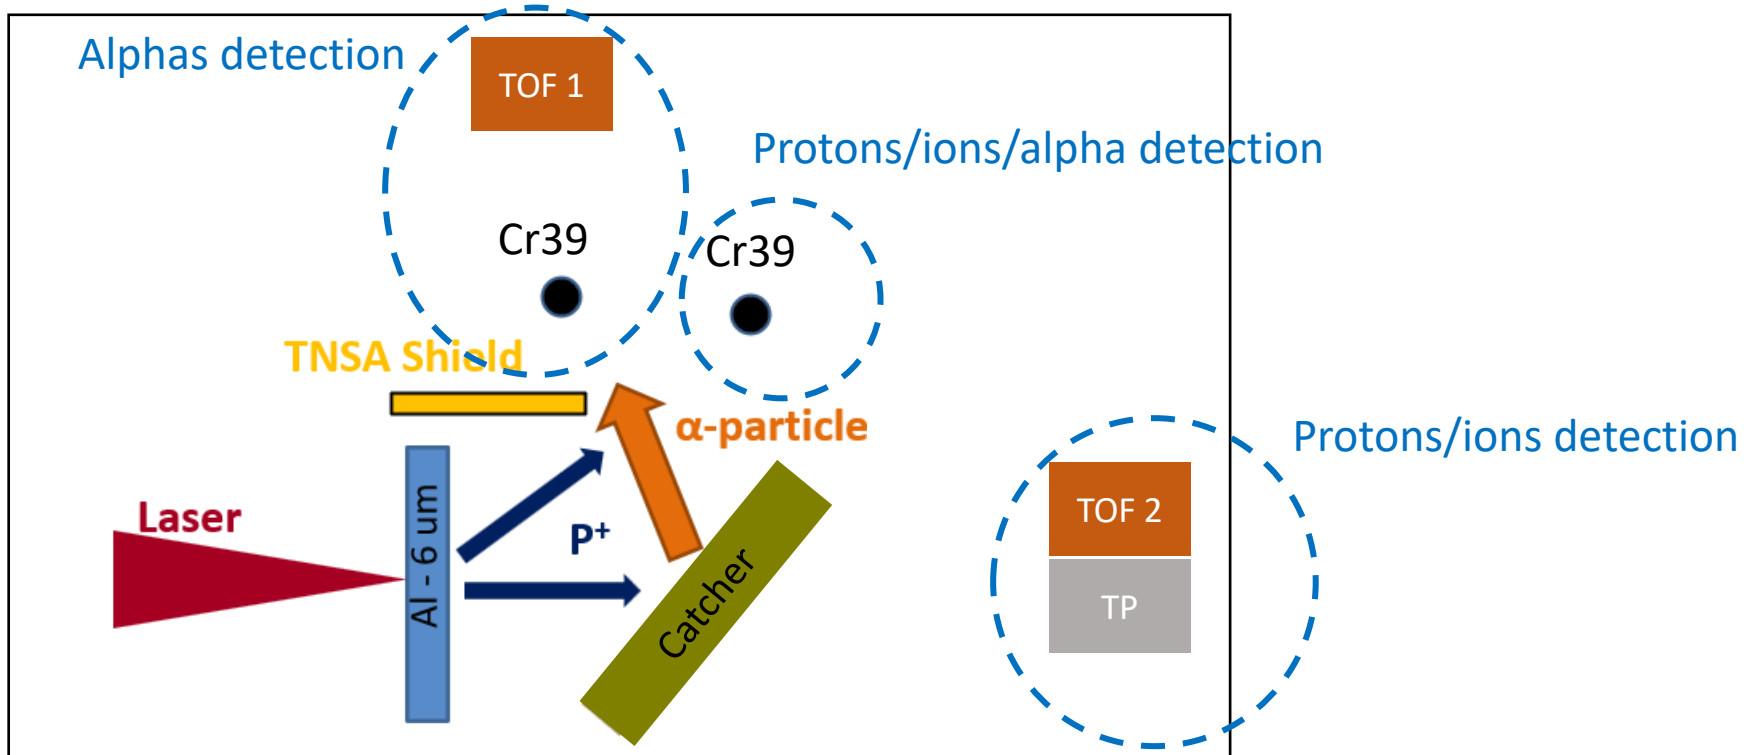 Alphas detection
TOF 1
Protons/ions/alpha detection
Cr39
Cr39
TNSA Shield
α-particle
Protons/ions detection
Laser
Al - 6 um
P⁺
Catcher
TOF 2
TP